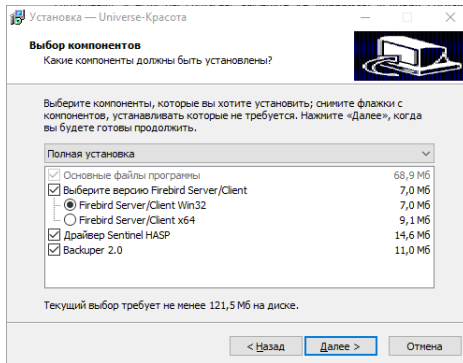 Установка — Universe-Красота
Выбор компонентов
Какие компоненты должны быть установлены?
Выберите компоненты, которые вы хотите установить; снимите флажки с
компонентов, устанавливать которые не требуется. Нажмите «Далее», когда
вы будете готовы продолжить.
Полная установка
Основные файлы программы 68,9 Мб
Выберите версию Firebird Server/Client 7,0 Мб
Firebird Server/Client Win32 7,0 Мб
Firebird Server/Client x64 9,1 Мб
Драйвер Sentinel HASP 14,6 Мб
Backuper 2.0 11,0 Мб
Текущий выбор требует не менее 121,5 Мб на диске.
< Назад Далее > Отмена